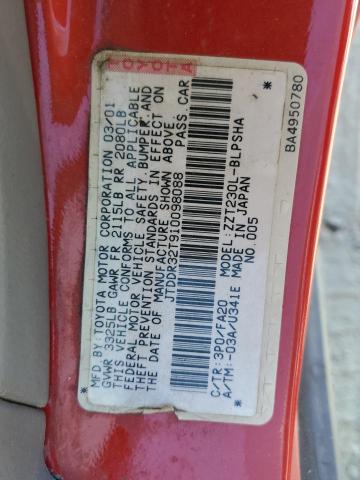 TOYOTA
MFD BY:TOYOTA MOTOR CORPORATION 03/01
GVWR 3325LB GAWR FR 2115LB RR 2080LB
THIS VEHICLE CONFORMS TO ALL APPLICABLE
FEDERAL MOTOR VEHICLE SAFETY, BUMPER, AND
THEFT PREVENTION STANDARDS IN EFFECT ON
THE DATE OF MANUFACTURE SHOWN ABOVE.
JTDDR32T910098088 PASS.CAR
C/TR:3P0/FA20 MODEL:ZZT230L-BLPSHA
A/TM:-03A/U341E MADE IN JAPAN
NO.005
* BA4950780 *